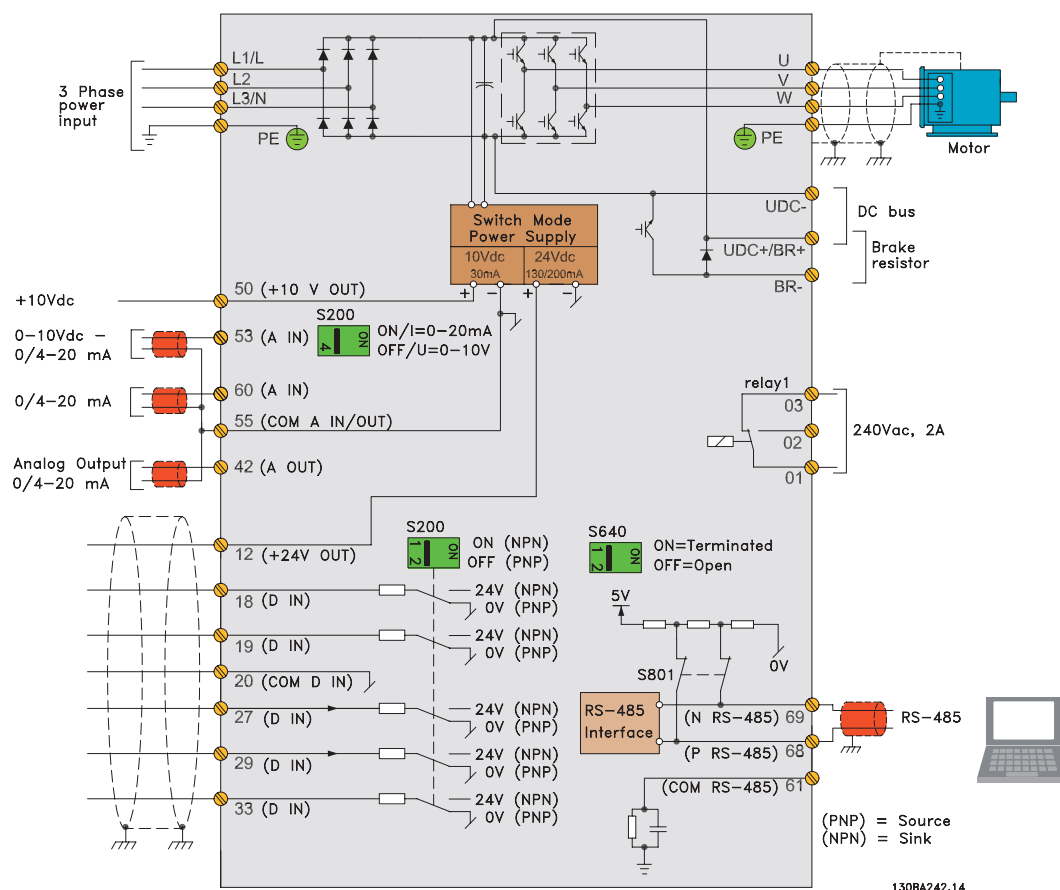 L1/L
L2
L3/N
PE
3 Phase
power
input
U
V
W
PE
Motor
UDC-
DC bus
UDC+/BR+
Brake
resistor
BR-
Switch Mode
Power Supply
10Vdc
30mA
24Vdc
130/200mA
+ - + -
+10Vdc
50 (+10 V OUT)
0-10Vdc -
0/4-20 mA
53 (A IN)
S200
ON
4
ON/I=0-20mA
OFF/U=0-10V
0/4-20 mA
60 (A IN)
55 (COM A IN/OUT)
Analog Output
0/4-20 mA
42 (A OUT)
relay1
03
02
01
240Vac, 2A
12 (+24V OUT)
S200
1
2
ON
ON (NPN)
OFF (PNP)
S640
1
2
ON
ON=Terminated
OFF=Open
18 (D IN)
24V (NPN)
0V (PNP)
19 (D IN)
24V (NPN)
0V (PNP)
20 (COM D IN)
27 (D IN)
24V (NPN)
0V (PNP)
29 (D IN)
24V (NPN)
0V (PNP)
33 (D IN)
24V (NPN)
0V (PNP)
5V
0V
S801
RS-485
Interface
(N RS-485) 69
(P RS-485) 68
(COM RS-485) 61
RS-485
(PNP) = Source
(NPN) = Sink
130BA242.14